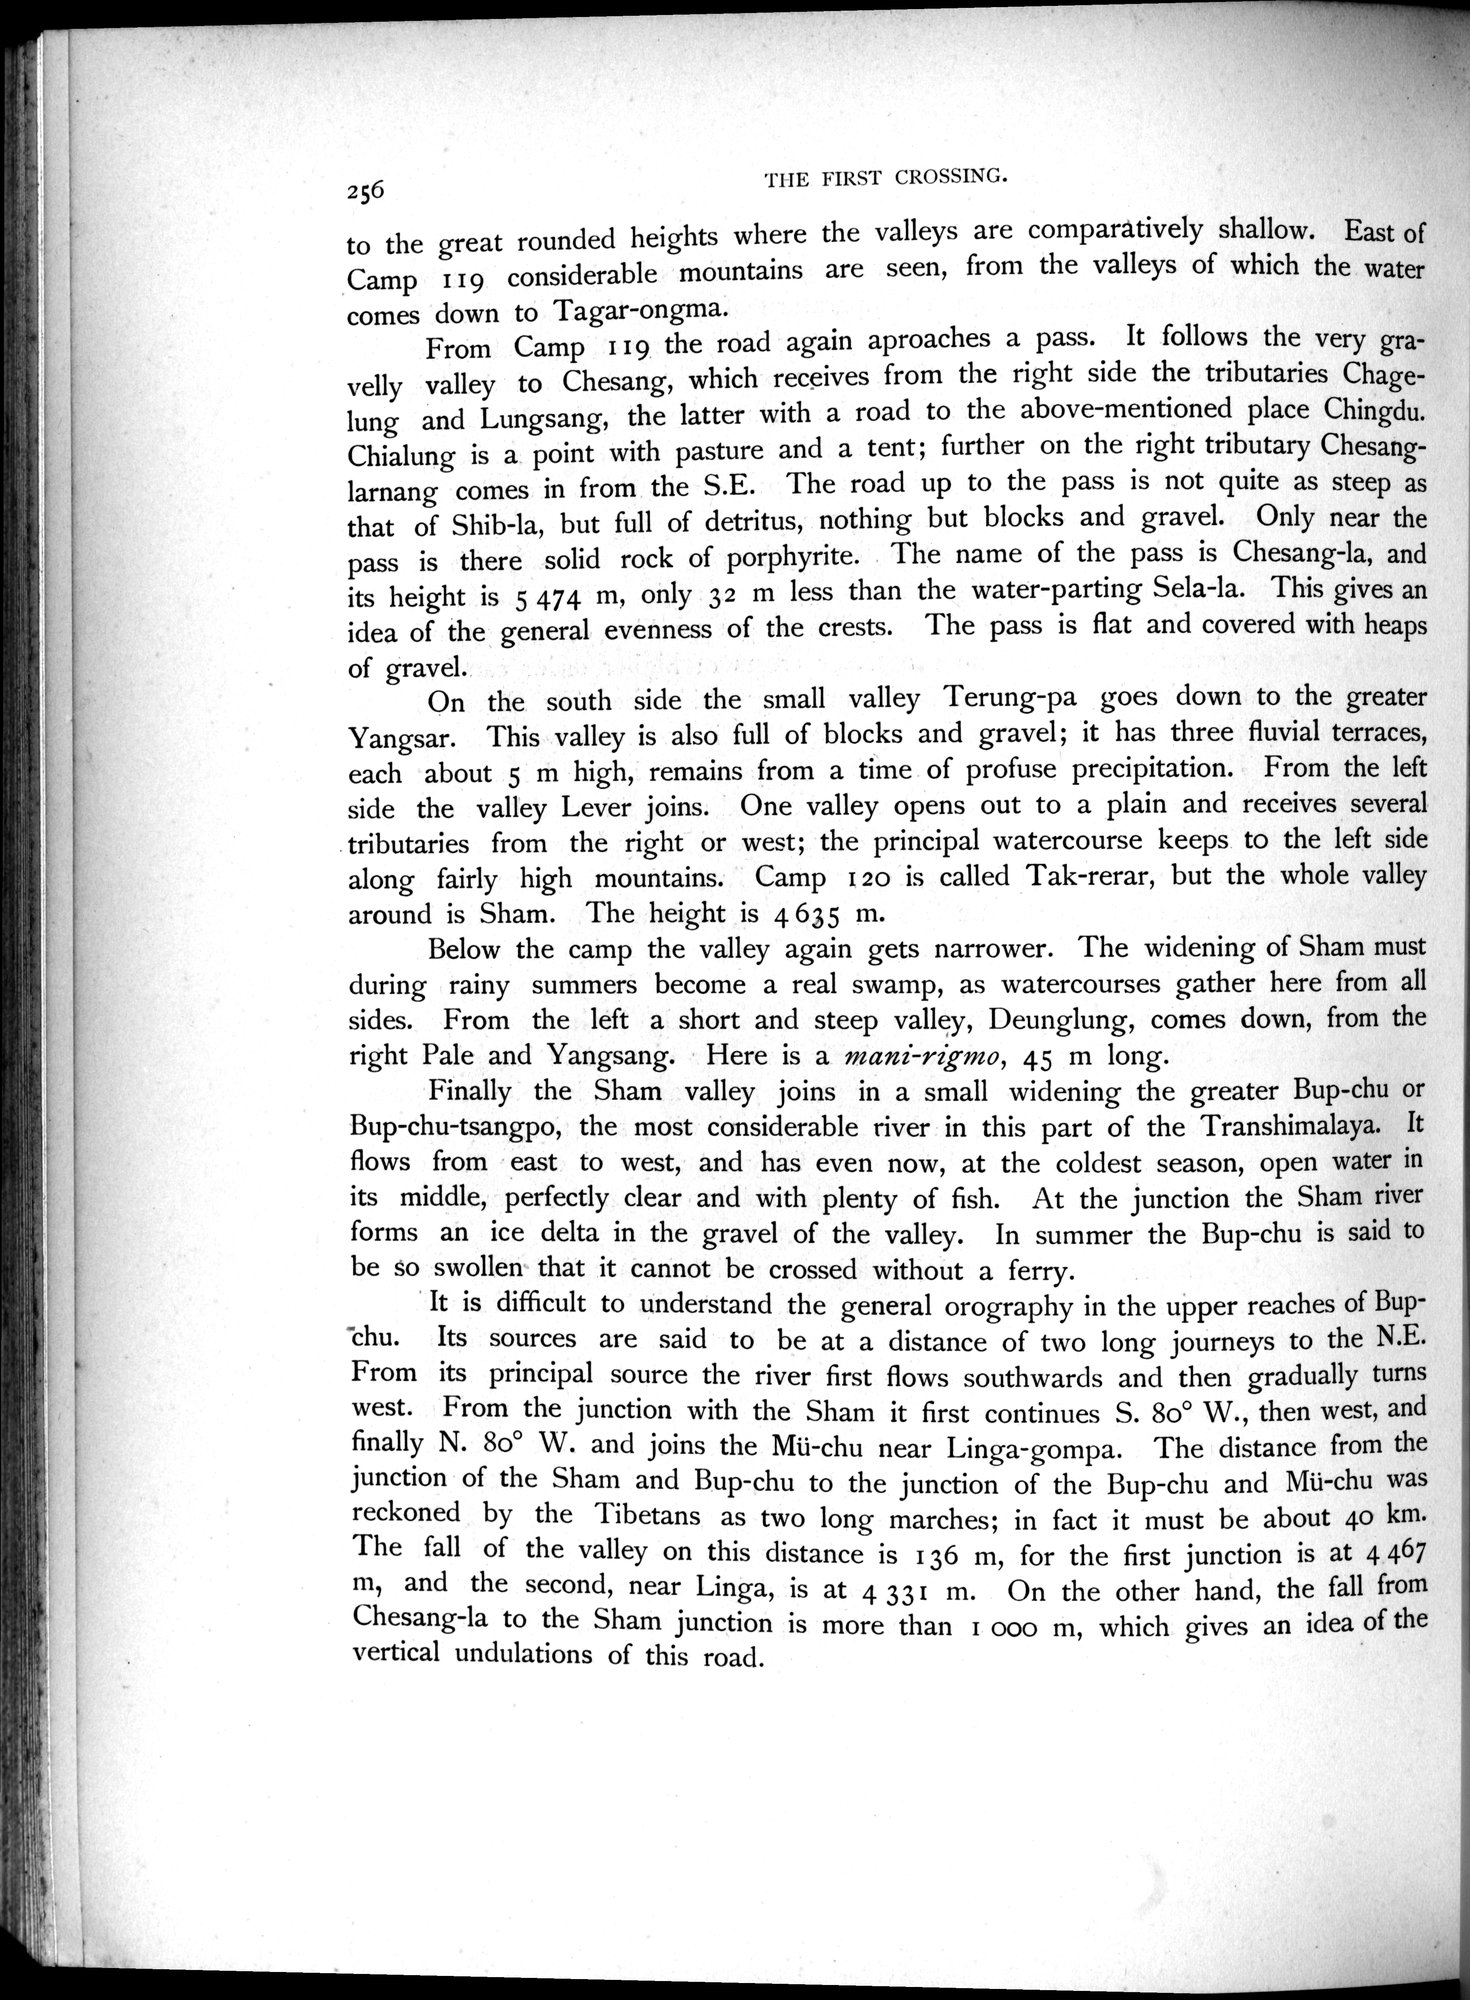 256
THE FIRST CROSSING.
to the great rounded heights where the valleys are comparatively shallow. East of
Camp 119 considerable mountains are seen, from the valleys of which the water
comes down to Tagar-ongma.
From Camp 119 the road again aproaches a pass. It follows the very gra-
velly valley to Chesang, which receives from the right side the tributaries Chage-
lung and Lungsang, the latter with a road to the above-mentioned place Chingdu.
Chialung is a point with pasture and a tent; further on the right tributary Chesang-
larnang comes in from the S.E. The road up to the pass is not quite as steep as
that of Shib-la, but full of detritus, nothing but blocks and gravel. Only near the
pass is there solid rock of porphyrite. The name of the pass is Chesang-la, and
its height is 5 474 m, only 32 m less than the water-parting Sela-la. This gives an
idea of the general evenness of the crests. The pass is flat and covered with heaps
of gravel.
On the south side the small valley Terung-pa goes down to the greater
Yangsar. This valley is also full of blocks and gravel; it has three fluvial terraces,
each about 5 m high, remains from a time of profuse precipitation. From the left
side the valley Lever joins. One valley opens out to a plain and receives several
tributaries from the right or west; the principal watercourse keeps to the left side
along fairly high mountains. Camp 120 is called Tak-rerar, but the whole valley
around is Sham. The height is 4 635 m.
Below the camp the valley again gets narrower. The widening of Sham must
during rainy summers become a real swamp, as watercourses gather here from all
sides. From the left a short and steep valley, Deunglung, comes down, from the
right Pale and Yangsang. Here is a mani-rigmo, 45 m long.
Finally the Sham valley joins in a small widening the greater Bup-chu or
Bup-chu-tsangpo, the most considerable river in this part of the Transhimalaya. It
flows from east to west, and has even now, at the coldest season, open water in
its middle, perfectly clear and with plenty of fish. At the junction the Sham river
forms an ice delta in the gravel of the valley. In summer the Bup-chu is said to
be so swollen that it cannot be crossed without a ferry.
It is difficult to understand the general orography in the upper reaches of Bup-
chu. Its sources are said to be at a distance of two long journeys to the N.E.
From its principal source the river first flows southwards and then gradually turns
west. From the junction with the Sham it first continues S. 80° W., then west, and
finally N. 80° W. and joins the Mü-chu near Linga-gompa. The distance from the
junction of the Sham and Bup-chu to the junction of the Bup-chu and Mü-chu was
reckoned by the Tibetans as two long marches; in fact it must be about 40 km.
The fall of the valley on this distance is 136 m, for the first junction is at 4 467
m, and the second, near Linga, is at 4 331 m. On the other hand, the fall from
Chesang-la to the Sham junction is more than 1 000 m, which gives an idea of the
vertical undulations of this road.